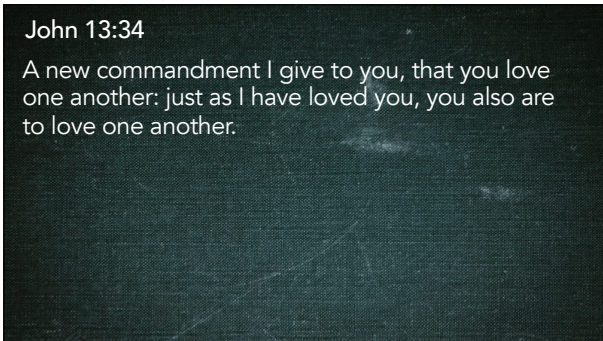 John 13:34
A new commandment I give to you, that you love
one another: just as I have loved you, you also are
to love one another.